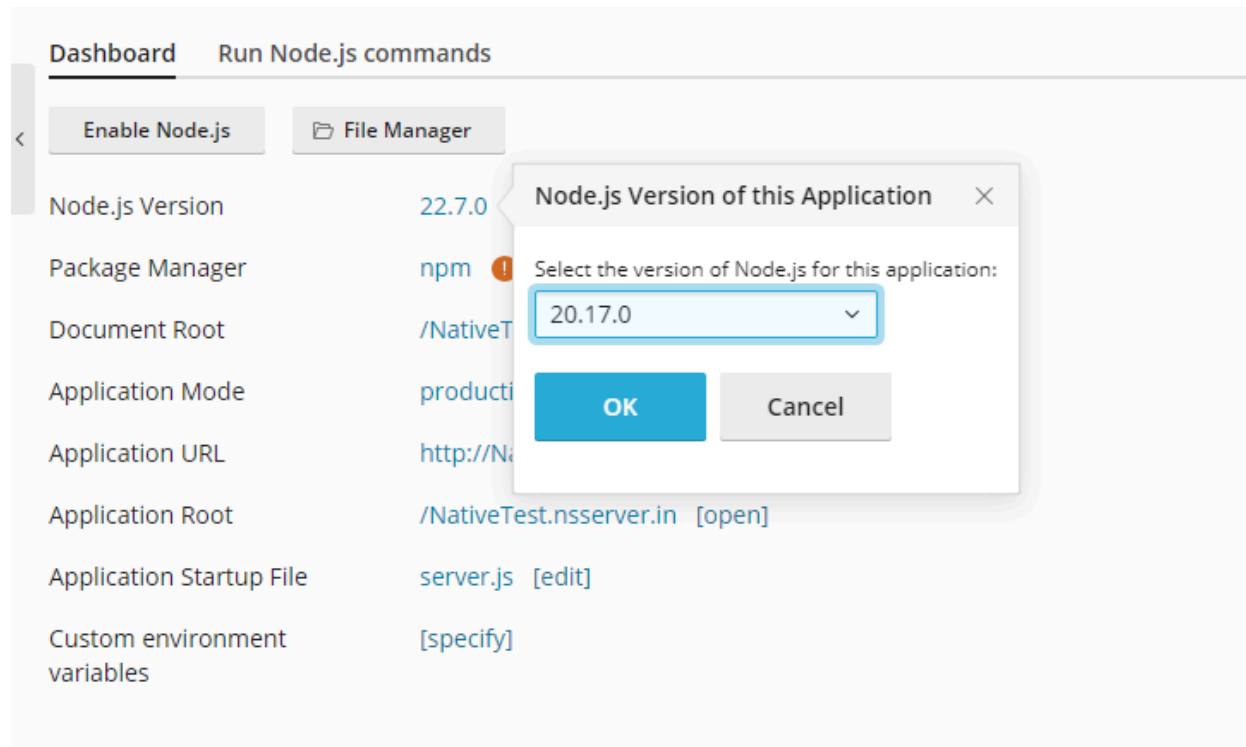 Dashboard Run Node.js commands
Enable Node.js File Manager
Node.js Version 22.7.0
Package Manager npm
Document Root /NativeT
Application Mode producti
Application URL http://Na
Application Root /NativeTest.nsserver.in [open]
Application Startup File server.js [edit]
Custom environment [specify]
variables
Node.js Version of this Application
Select the version of Node.js for this application:
20.17.0
OK Cancel